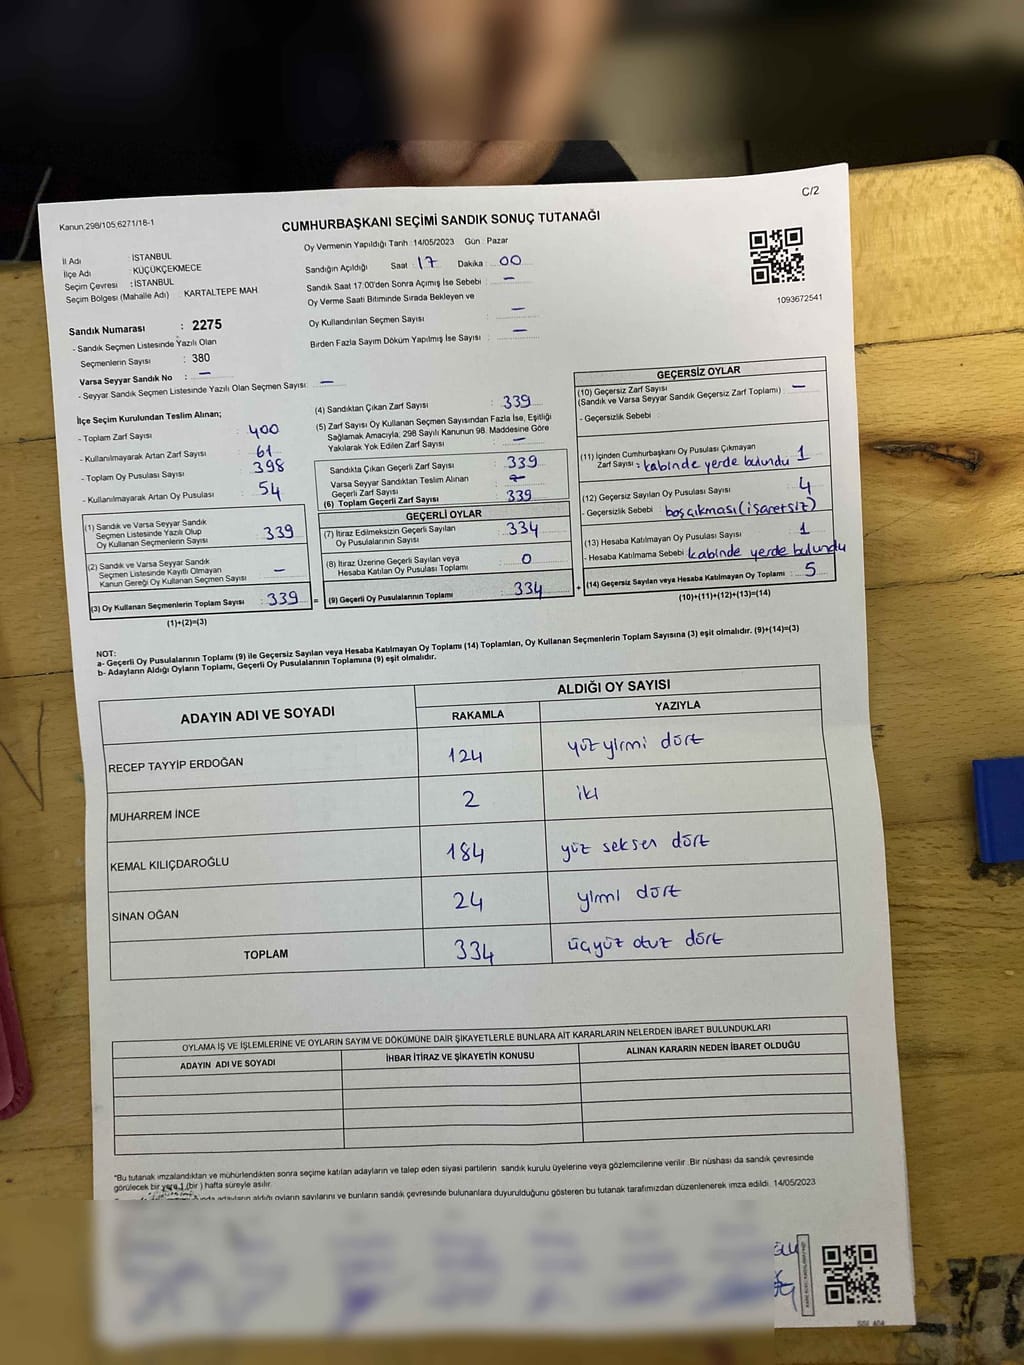 C/2
Kanun;298/105,6271/18-1
CUMHURBAŞKANI SEÇİMİ SANDIK SONUÇ TUTANAĞI
Oy Vermenin Yapıldığı Tarih :14/05/2023 Gün : Pazar
İl Adı : İSTANBUL
İlçe Adı : KÜÇÜKÇEKMECE
Seçim Çevresi : İSTANBUL
Seçim Bölgesi (Mahalle Adı) : KARTALTEPE MAH.
Sandığın Açıldığı Saat : 17 Dakika : 00
Sandık Saat 17:00'den Sonra Açımış İse Sebebi : –
Oy Verme Saati Bitiminde Sırada Bekleyen ve
Oy Kullandırılan Seçmen Sayısı : –
Birden Fazla Sayım Döküm Yapılmış İse Sayısı : –
1093672541
Sandık Numarası : 2275
- Sandık Seçmen Listesinde Yazılı Olan
Seçmenlerin Sayısı : 380
Varsa Seyyar Sandık No : –
- Seyyar Sandık Seçmen Listesinde Yazılı Olan Seçmen Sayısı : –
İlçe Seçim Kurulundan Teslim Alınan;
- Toplam Zarf Sayısı : 400
- Kullanılmayarak Artan Zarf Sayısı : 61
- Toplam Oy Pusulası Sayısı : 398
- Kullanılmayarak Artan Oy Pusulası : 54
(1) Sandık ve Varsa Seyyar Sandık
Seçmen Listesinde Yazılı Olup
Oy Kullanan Seçmenlerin Sayısı : 339
(2) Sandık ve Varsa Seyyar Sandık
Seçmen Listesinde Kayıtlı Olmayan
Kanun Gereği Oy Kullanan Seçmen Sayısı : –
(3) Oy Kullanan Seçmenlerin Toplam Sayısı : 339 =
(1)+(2)=(3)
(4) Sandıktan Çıkan Zarf Sayısı : 339
(5) Zarf Sayısı Oy Kullanan Seçmen Sayısından Fazla İse, Eşitliği
Sağlamak Amacıyla; 298 Sayılı Kanunun 98. Maddesine Göre
Yakılarak Yok Edilen Zarf Sayısı : –
Sandıkta Çıkan Geçerli Zarf Sayısı : 339
Varsa Seyyar Sandıktan Teslim Alınan
Geçerli Zarf Sayısı
(6) Toplam Geçerli Zarf Sayısı : 339
GEÇERLİ OYLAR
(7) İtiraz Edilmeksizin Geçerli Sayılan
Oy Pusulalarının Sayısı : 334
(8) İtiraz Üzerine Geçerli Sayılan veya
Hesaba Katılan Oy Pusulası Toplamı : 0
(9) Geçerli Oy Pusulalarının Toplamı : 334 +
GEÇERSİZ OYLAR
(10) Geçersiz Zarf Sayısı
(Sandık ve Varsa Seyyar Sandık Geçersiz Zarf Toplamı) : –
- Geçersizlik Sebebi :
(11) İçinden Cumhurbaşkanı Oy Pusulası Çıkmayan
Zarf Sayısı : kabinde yerde bulundu 1
(12) Geçersiz Sayılan Oy Pusulası Sayısı : 4
- Geçersizlik Sebebi : boş çıkması (işaretsiz)
(13) Hesaba Katılmayan Oy Pusulası Sayısı : 1
- Hesaba Katılmama Sebebi : kabinde yerde bulundu
(14) Geçersiz Sayılan veya Hesaba Katılmayan Oy Toplamı : 5
(10)+(11)+(12)+(13)=(14)
NOT:
a- Geçerli Oy Pusulalarının Toplamı (9) ile Geçersiz Sayılan veya Hesaba Katılmayan Oy Toplamı (14) Toplamları, Oy Kullanan Seçmenlerin Toplam Sayısına (3) eşit olmalıdır. (9)+(14)=(3)
b- Adayların Aldığı Oyların Toplamı, Geçerli Oy Pusulalarının Toplamına (9) eşit olmalıdır.
ADAYIN ADI VE SOYADI
ALDIĞI OY SAYISI
RAKAMLA YAZIYLA
RECEP TAYYİP ERDOĞAN 124 yüz yirmi dört
MUHARREM İNCE 2 iki
KEMAL KILIÇDAROĞLU 184 yüz seksen dört
SİNAN OĞAN 24 yirmi dört
TOPLAM 334 üçyüz otuz dört
OYLAMA İŞ VE İŞLEMLERİNE VE OYLARIN SAYIM VE DÖKÜMÜNE DAİR ŞİKAYETLERLE BUNLARA AİT KARARLARIN NELERDEN İBARET BULUNDUKLARI
ADAYIN ADI VE SOYADI İHBAR İTİRAZ VE ŞİKAYETİN KONUSU ALINAN KARARIN NEDEN İBARET OLDUĞU
"Bu tutanak imzalandıktan ve mühürlendikten sonra seçime katılan adayların ve talep eden siyasi partilerin sandık kurulu üyelerine veya gözlemcilerine verilir. Bir nüshası da sandık çevresinde
görülecek bir yere 1 (bir) hafta süreyle asılır.
adayların aldığı oyların sayılarını ve bunların sandık çevresinde bulunanlara duyurulduğunu gösteren bu tutanak tarafımızdan düzenlenerek imza edildi. 14/05/2023